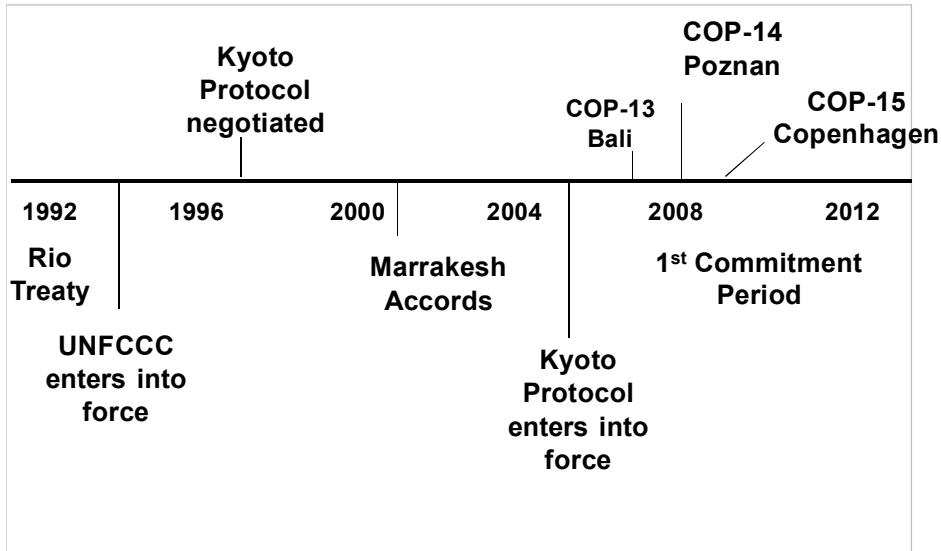 Kyoto
Protocol
negotiated
COP-13
Bali
COP-14
Poznan
COP-15
Copenhagen
1992 1996 2000 2004 2008 2012
Rio
Treaty
UNFCCC
enters into
force
Marrakesh
Accords
Kyoto
Protocol
enters into
force
1st Commitment
Period